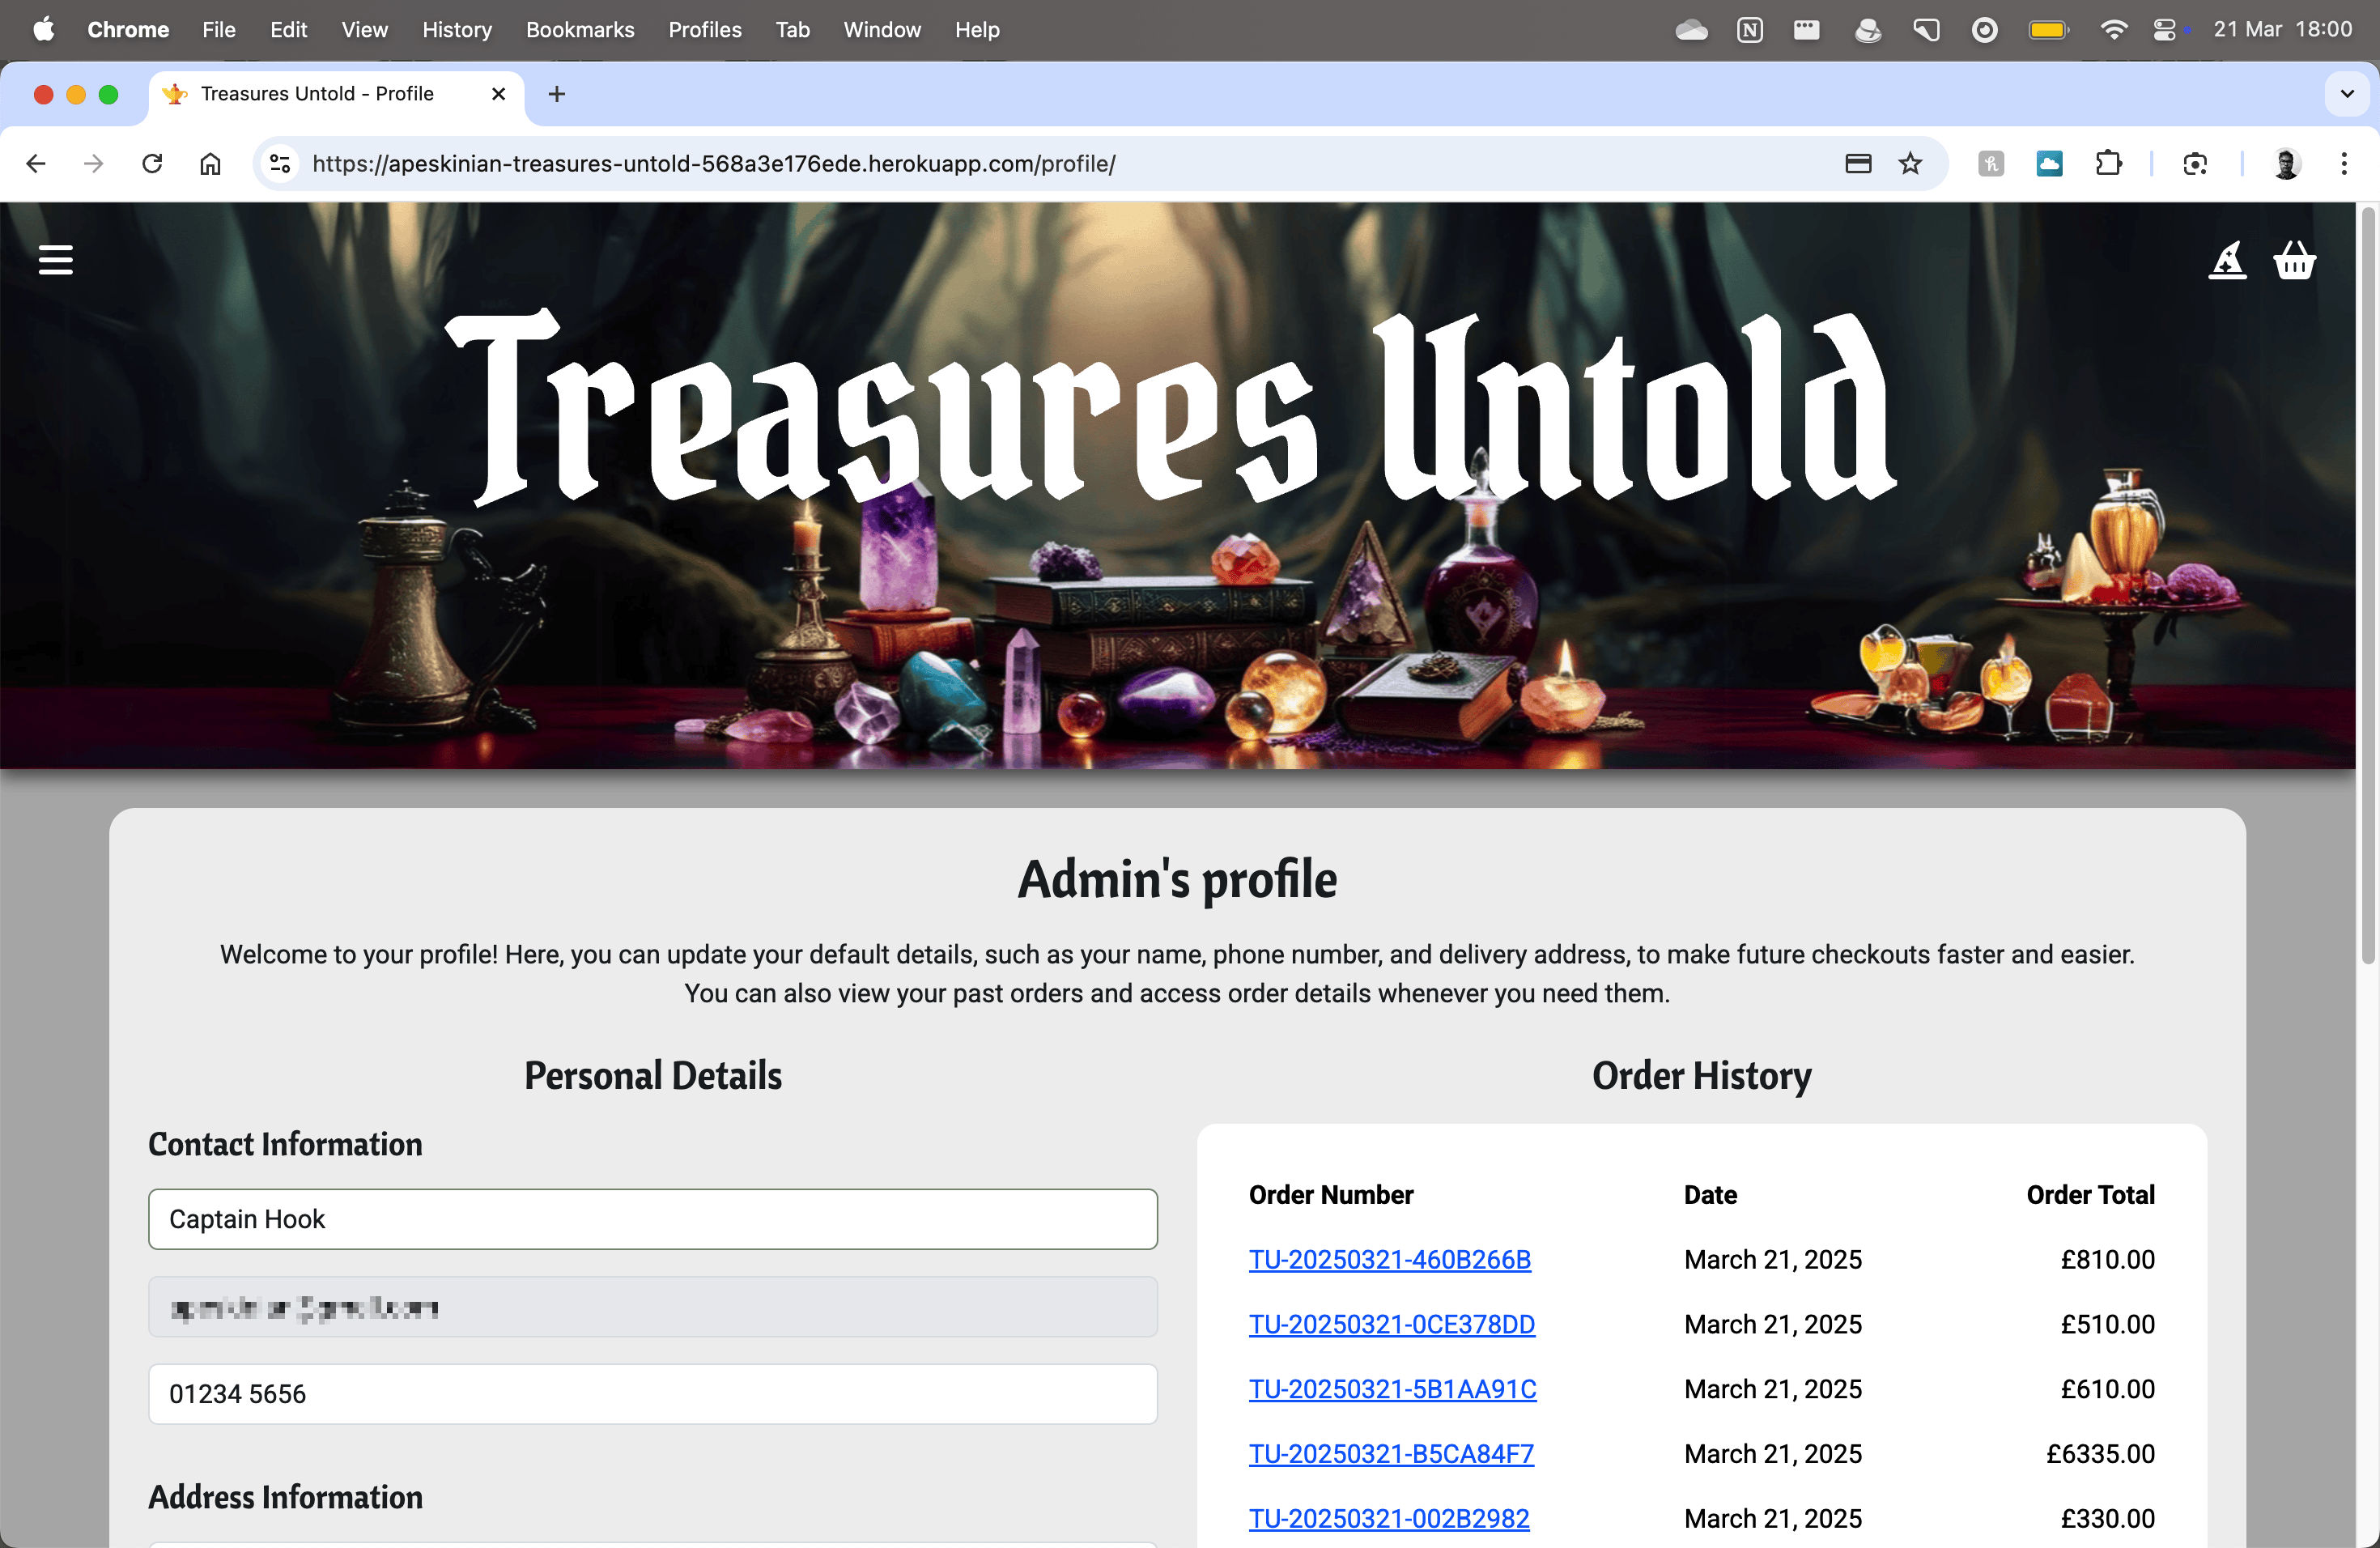 Chrome File Edit View History Bookmarks Profiles Tab Window Help 21 Mar 18:00
Treasures Untold - Profile
https://apeskinian-treasures-untold-568a3e176ede.herokuapp.com/profile/
Treasures Untold
Admin's profile
Welcome to your profile! Here, you can update your default details, such as your name, phone number, and delivery address, to make future checkouts faster and easier.
You can also view your past orders and access order details whenever you need them.
Personal Details
Contact Information
Captain Hook
01234 5656
Address Information
Order History
Order Number Date Order Total
TU-20250321-460B266B March 21, 2025 £810.00
TU-20250321-0CE378DD March 21, 2025 £510.00
TU-20250321-5B1AA91C March 21, 2025 £610.00
TU-20250321-B5CA84F7 March 21, 2025 £6335.00
TU-20250321-002B2982 March 21, 2025 £330.00